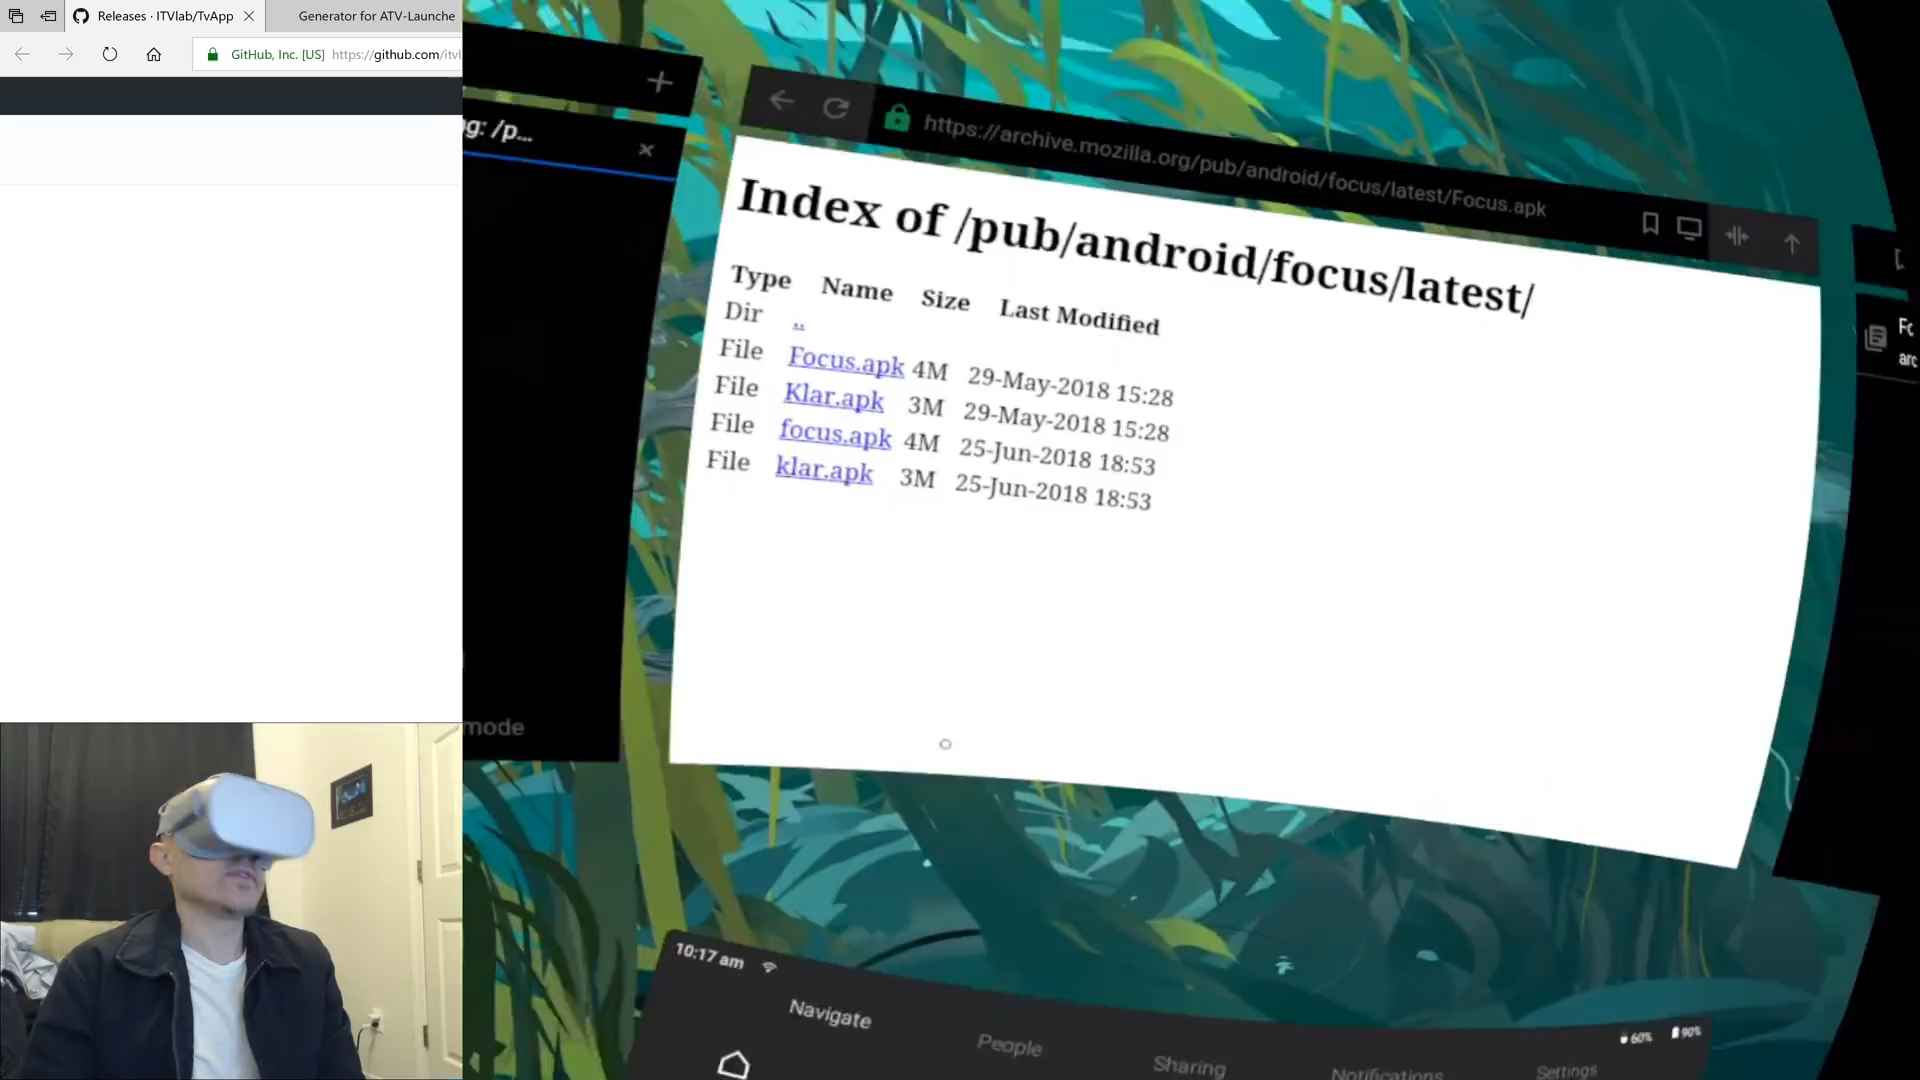 Releases · ITVlab/TvApp
Generator for ATV-Launche
GitHub, Inc. [US] https://github.com/itvl
g: /p...
mode
https://archive.mozilla.org/pub/android/focus/latest/Focus.apk
Index of /pub/android/focus/latest/
Type Name Size Last Modified
Dir ..
File Focus.apk 4M 29-May-2018 15:28
File Klar.apk 3M 29-May-2018 15:28
File focus.apk 4M 25-Jun-2018 18:53
File klar.apk 3M 25-Jun-2018 18:53
Fc
arc
10:17 am
60% 90%
Navigate People Sharing Notifications Settings